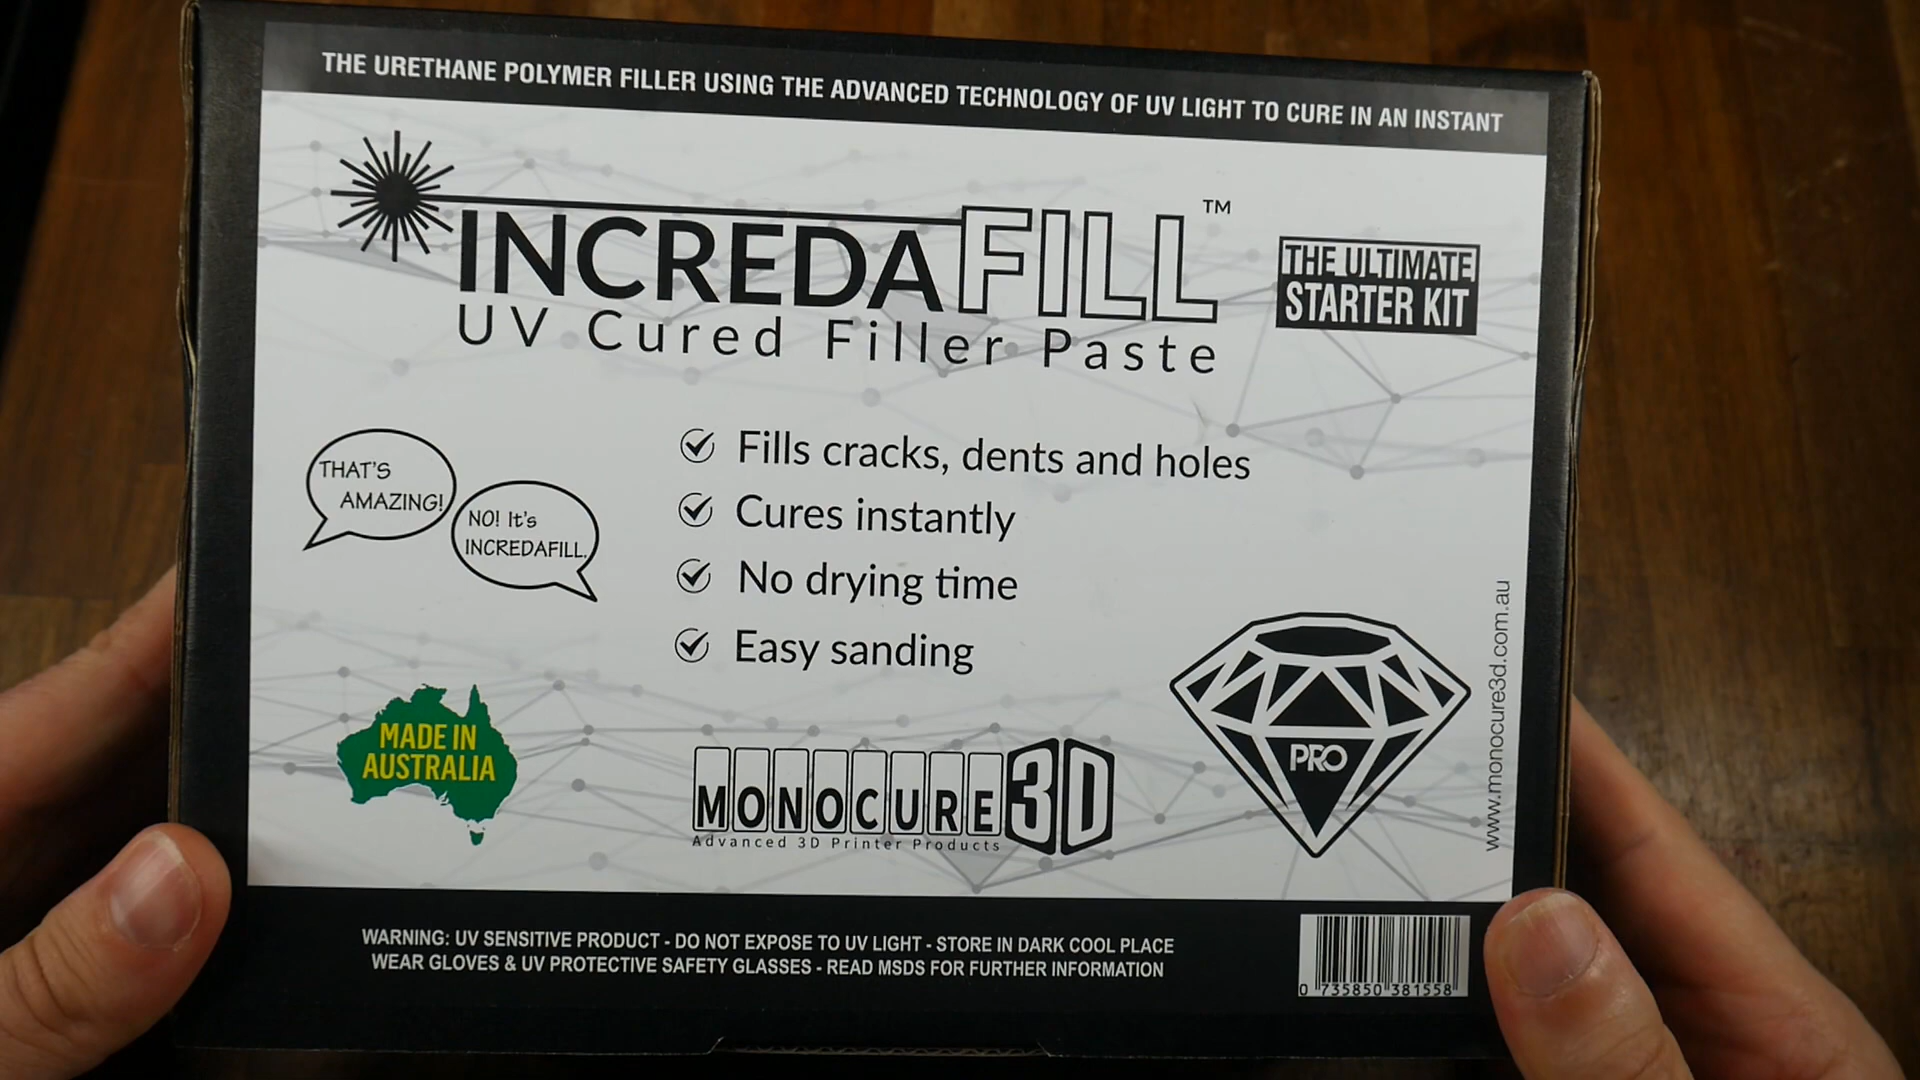 THE URETHANE POLYMER FILLER USING THE ADVANCED TECHNOLOGY OF UV LIGHT TO CURE IN AN INSTANT
INCREDAFILL™
UV Cured Filler Paste
THE ULTIMATE
STARTER KIT
THAT'S
AMAZING!
NO! It's
INCREDAFILL.
Fills cracks, dents and holes
Cures instantly
No drying time
Easy sanding
MADE IN
AUSTRALIA
MONOCURE3D
Advanced 3D Printer Products
PRO
www.monocure3d.com.au
WARNING: UV SENSITIVE PRODUCT - DO NOT EXPOSE TO UV LIGHT - STORE IN DARK COOL PLACE
WEAR GLOVES & UV PROTECTIVE SAFETY GLASSES - READ MSDS FOR FURTHER INFORMATION
0 735850 381558